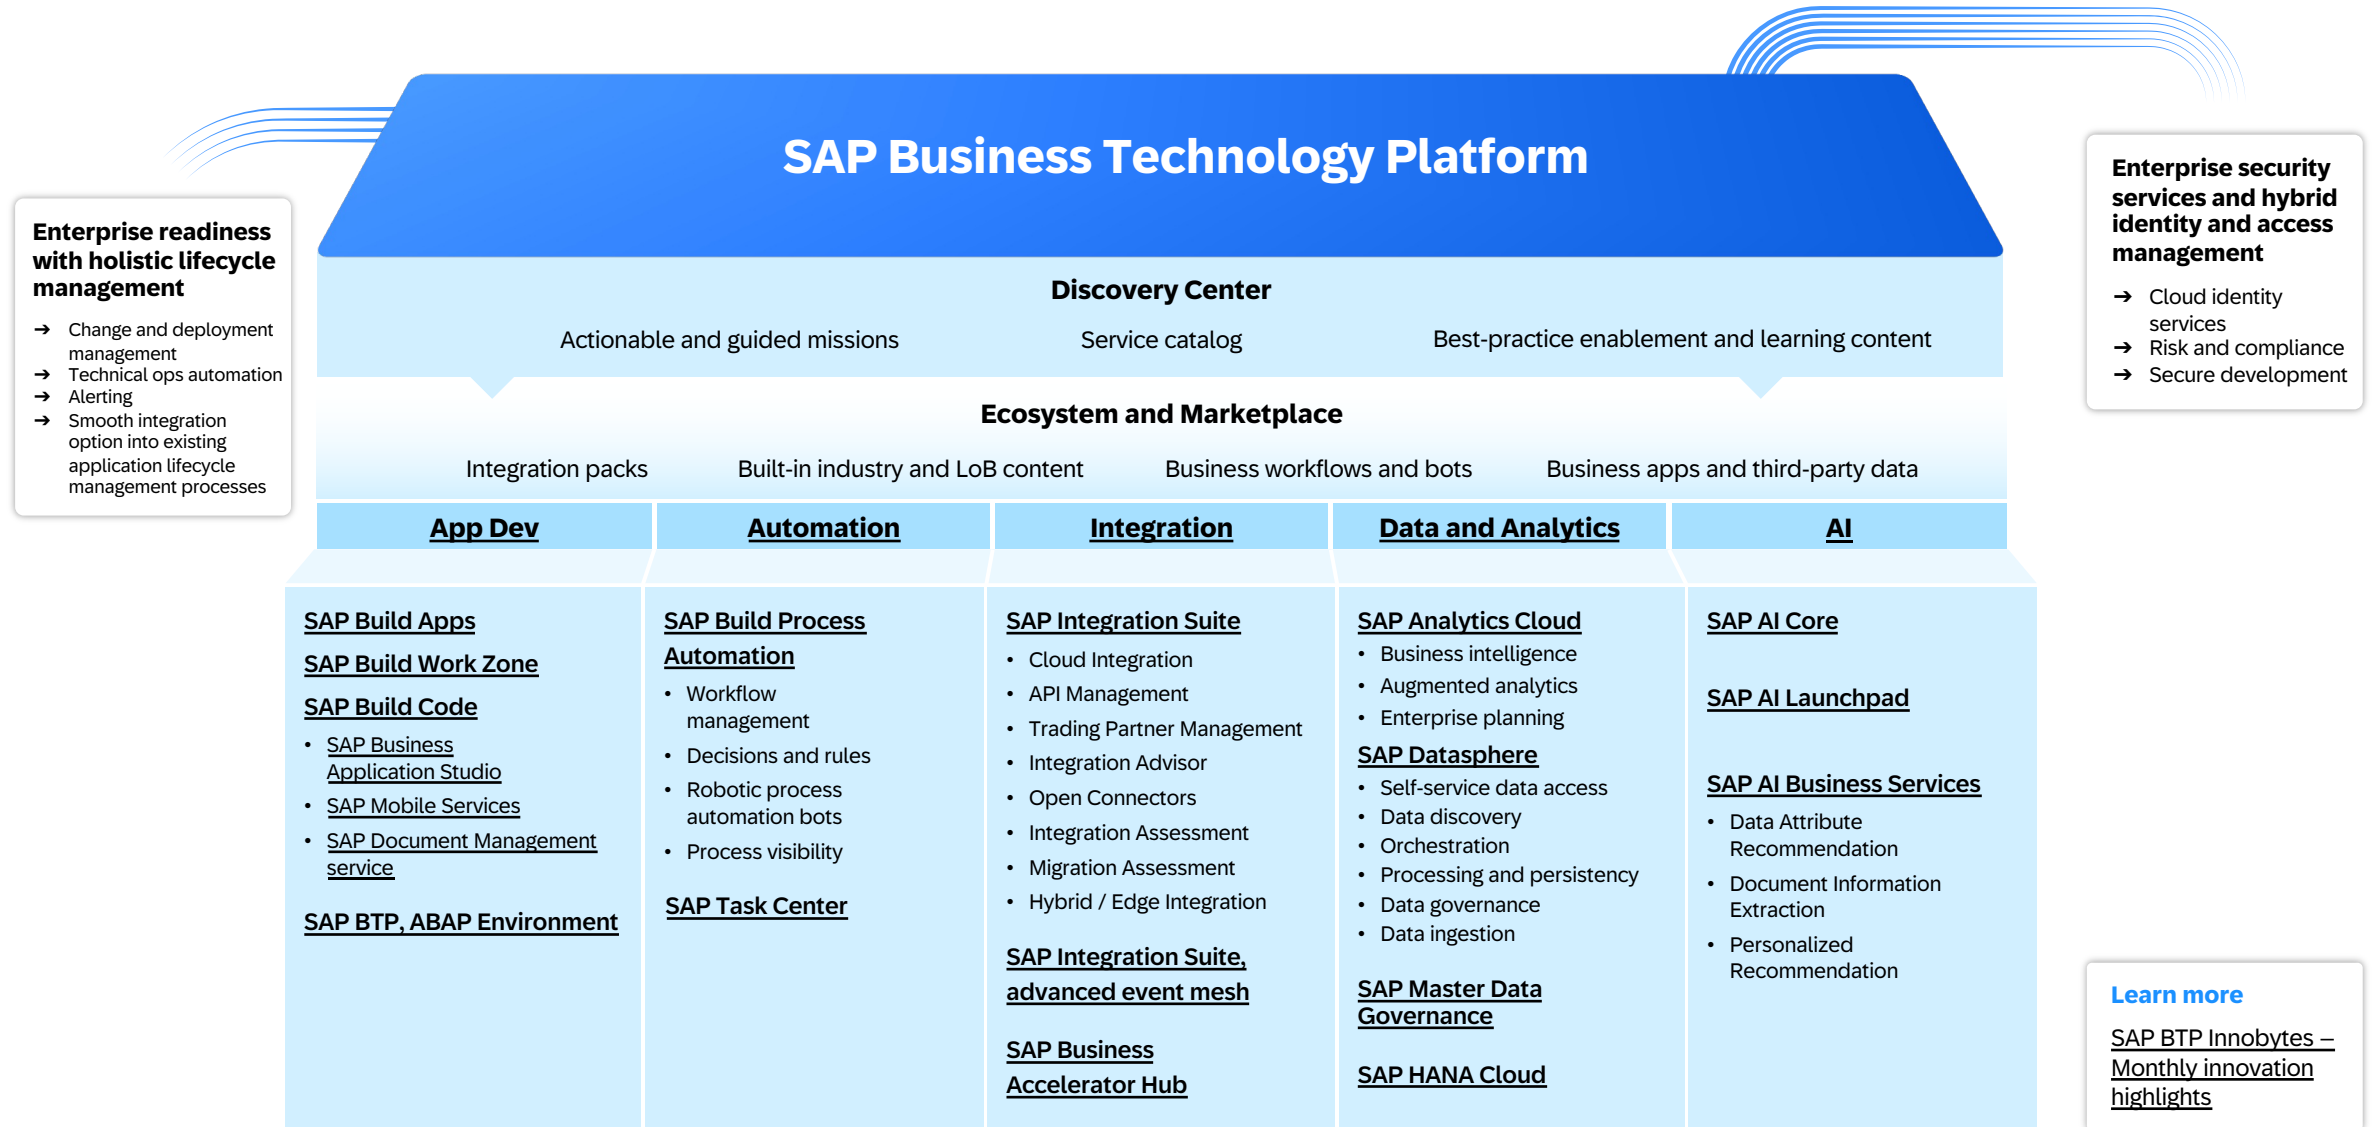 SAP Business Technology Platform
Enterprise readiness
with holistic lifecycle
management
➔ Change and deployment
management
➔ Technical ops automation
➔ Alerting
➔ Smooth integration
option into existing
application lifecycle
management processes
Enterprise security
services and hybrid
identity and access
management
➔ Cloud identity
services
➔ Risk and compliance
➔ Secure development
Discovery Center
Actionable and guided missions
Service catalog
Best-practice enablement and learning content
Ecosystem and Marketplace
Integration packs
Built-in industry and LoB content
Business workflows and bots
Business apps and third-party data
App Dev
Automation
Integration
Data and Analytics
AI
SAP Build Apps
SAP Build Work Zone
SAP Build Code
• SAP Business
Application Studio
• SAP Mobile Services
• SAP Document Management
service
SAP BTP, ABAP Environment
SAP Build Process
Automation
• Workflow
management
• Decisions and rules
• Robotic process
automation bots
• Process visibility
SAP Task Center
SAP Integration Suite
• Cloud Integration
• API Management
• Trading Partner Management
• Integration Advisor
• Open Connectors
• Integration Assessment
• Migration Assessment
• Hybrid / Edge Integration
SAP Integration Suite,
advanced event mesh
SAP Business
Accelerator Hub
SAP Analytics Cloud
• Business intelligence
• Augmented analytics
• Enterprise planning
SAP Datasphere
• Self-service data access
• Data discovery
• Orchestration
• Processing and persistency
• Data governance
• Data ingestion
SAP Master Data
Governance
SAP HANA Cloud
SAP AI Core
SAP AI Launchpad
SAP AI Business Services
• Data Attribute
Recommendation
• Document Information
Extraction
• Personalized
Recommendation
Learn more
SAP BTP Innobytes –
Monthly innovation
highlights